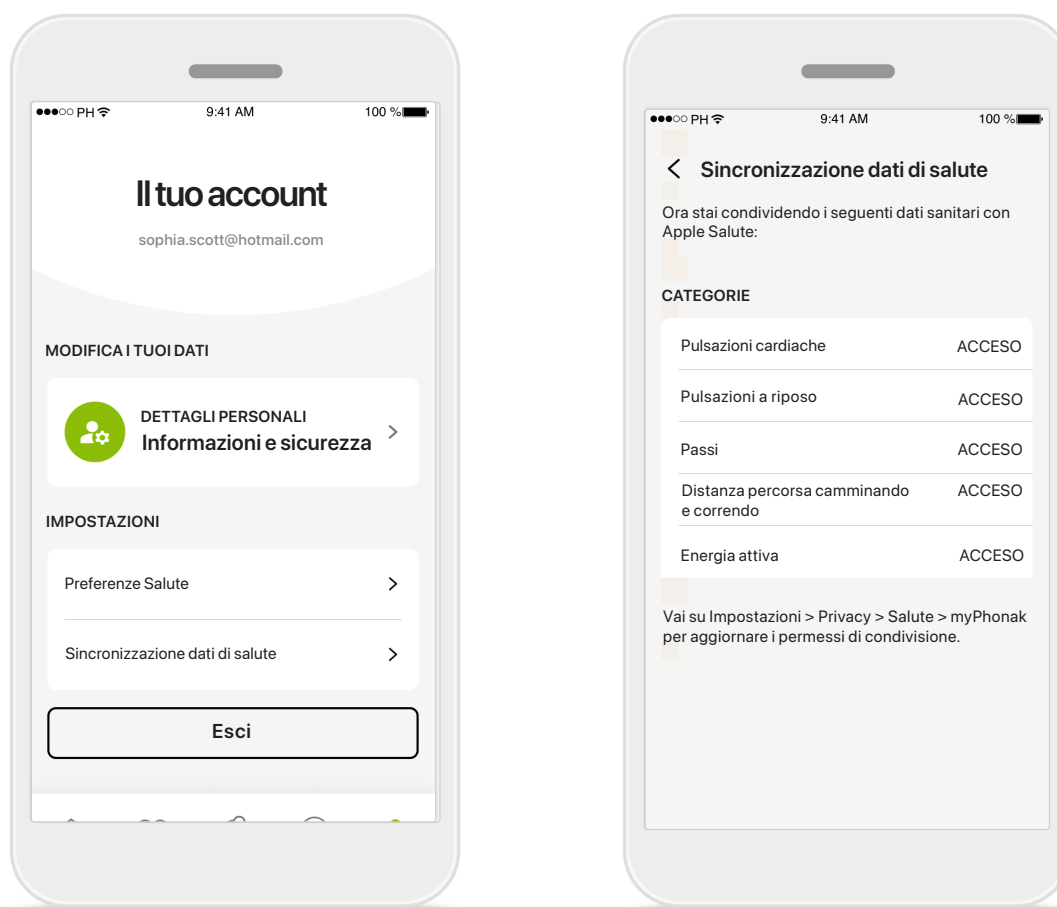 PH 9:41 AM 100 %
Il tuo account
sophia.scott@hotmail.com
MODIFICA I TUOI DATI
DETTAGLI PERSONALI
Informazioni e sicurezza
IMPOSTAZIONI
Preferenze Salute
Sincronizzazione dati di salute
Esci
PH 9:41 AM 100 %
Sincronizzazione dati di salute
Ora stai condividendo i seguenti dati sanitari con
Apple Salute:
CATEGORIE
Pulsazioni cardiache ACCESO
Pulsazioni a riposo ACCESO
Passi ACCESO
Distanza percorsa camminando ACCESO
e correndo
Energia attiva ACCESO
Vai su Impostazioni > Privacy > Salute > myPhonak
per aggiornare i permessi di condivisione.